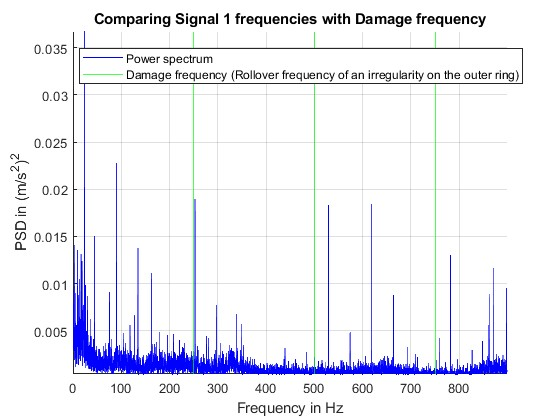 Comparing Signal 1 frequencies with Damage frequency
Power spectrum
Damage frequency (Rollover frequency of an irregularity on the outer ring)
PSD in (m/s²)²
0.035
0.03
0.025
0.02
0.015
0.01
0.005
0 100 200 300 400 500 600 700 800
Frequency in Hz